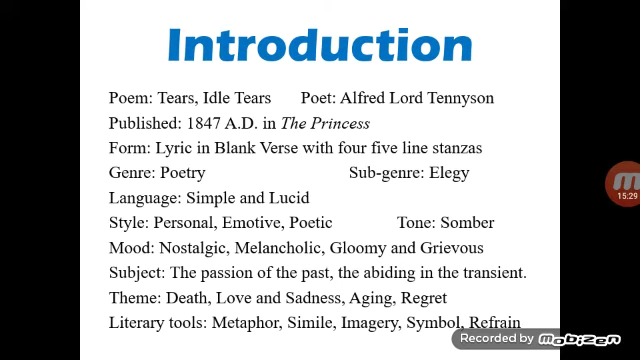 Introduction
Poem: Tears, Idle Tears Poet: Alfred Lord Tennyson
Published: 1847 A.D. in The Princess
Form: Lyric in Blank Verse with four five line stanzas
Genre: Poetry Sub-genre: Elegy
Language: Simple and Lucid
15:29
Style: Personal, Emotive, Poetic Tone: Somber
Mood: Nostalgic, Melancholic, Gloomy and Grievous
Subject: The passion of the past, the abiding in the transient.
Theme: Death, Love and Sadness, Aging, Regret
Literary tools: Metaphor, Simile, Imagery, Symbol, Refrain
Recorded by mobizen